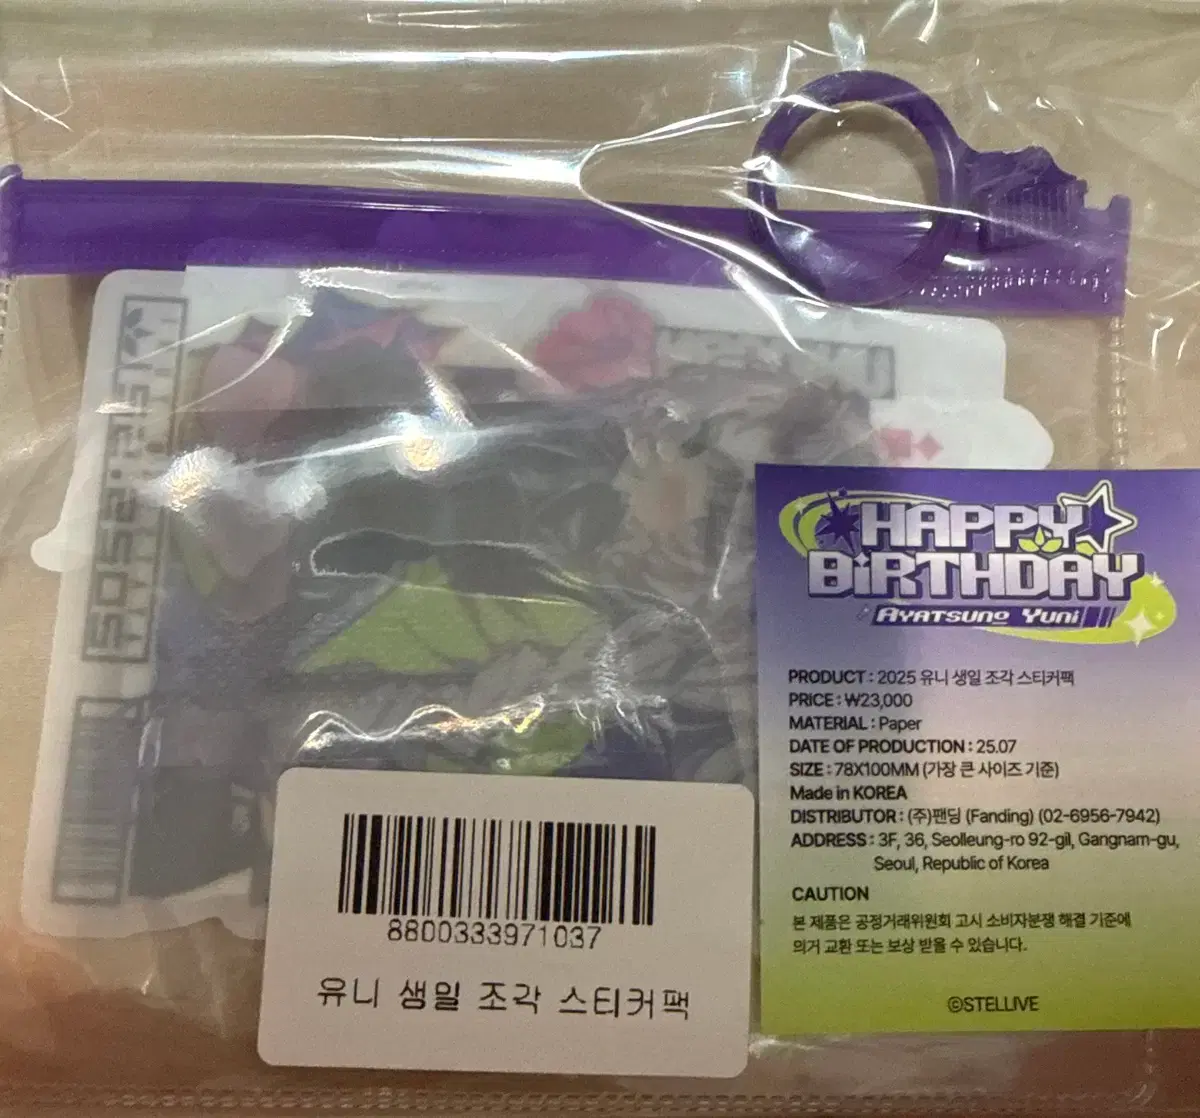 HAPPY
BiRTHDAY
AYATSUNO YUNi
PRODUCT : 2025 유니 생일 조각 스티커팩
PRICE : ₩23,000
MATERIAL : Paper
DATE OF PRODUCTION : 25.07
SIZE : 78X100MM (가장 큰 사이즈 기준)
Made in KOREA
DISTRIBUTOR : (주)팬딩 (Fanding) (02-6956-7942)
ADDRESS : 3F, 36, Seolleung-ro 92-gil, Gangnam-gu,
Seoul, Republic of Korea
CAUTION
본 제품은 공정거래위원회 고시 소비자분쟁 해결 기준에
의거 교환 또는 보상 받을 수 있습니다.
©STELLIVE
8800333971037
유니 생일 조각 스티커팩